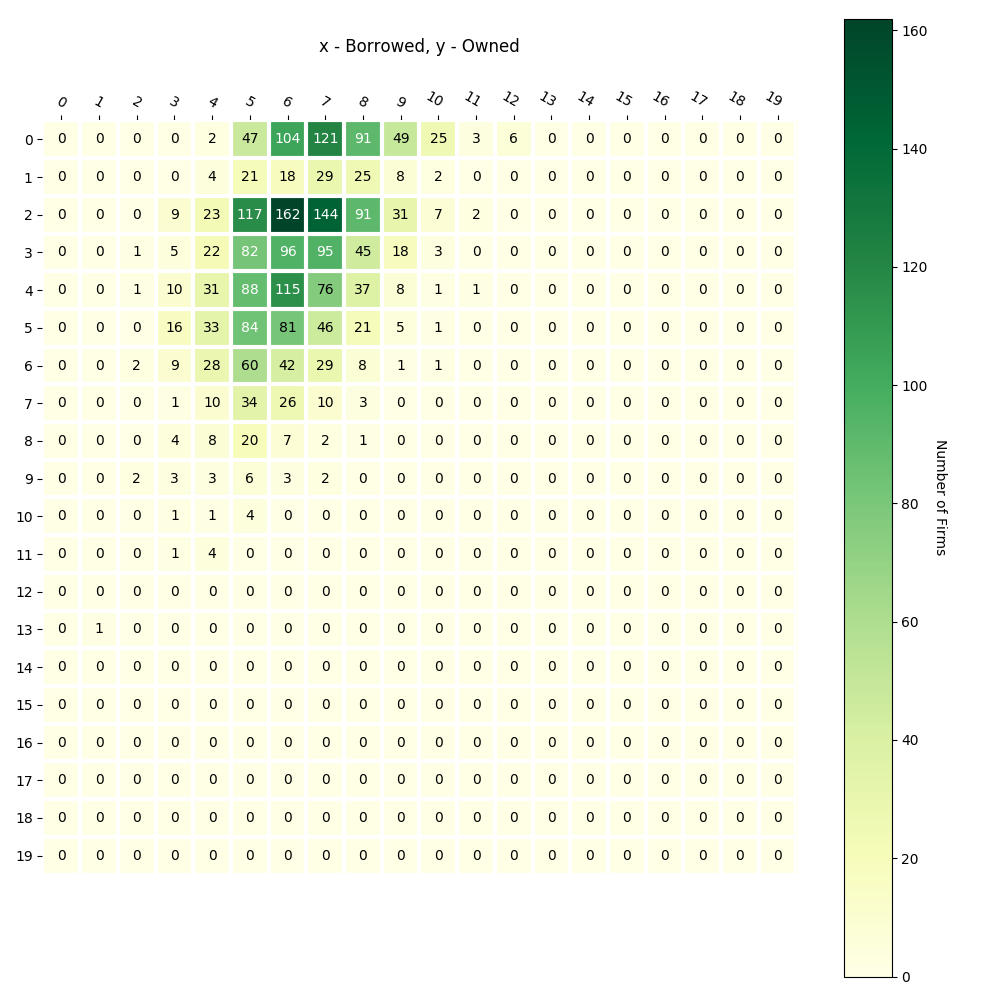 x - Borrowed, y - Owned
0 1 2 3 4 5 6 7 8 9 10 11 12 13 14 15 16 17 18 19
0 0 0 0 0 2 47 104 121 91 49 25 3 6 0 0 0 0 0 0 0
1 0 0 0 0 4 21 18 29 25 8 2 0 0 0 0 0 0 0 0 0
2 0 0 0 9 23 117 162 144 91 31 7 2 0 0 0 0 0 0 0 0
3 0 0 1 5 22 82 96 95 45 18 3 0 0 0 0 0 0 0 0 0
4 0 0 1 10 31 88 115 76 37 8 1 1 0 0 0 0 0 0 0 0
5 0 0 0 16 33 84 81 46 21 5 1 0 0 0 0 0 0 0 0 0
6 0 0 2 9 28 60 42 29 8 1 1 0 0 0 0 0 0 0 0 0
7 0 0 0 1 10 34 26 10 3 0 0 0 0 0 0 0 0 0 0 0
8 0 0 0 4 8 20 7 2 1 0 0 0 0 0 0 0 0 0 0 0
9 0 0 2 3 3 6 3 2 0 0 0 0 0 0 0 0 0 0 0 0
10 0 0 0 1 1 4 0 0 0 0 0 0 0 0 0 0 0 0 0 0
11 0 0 0 1 4 0 0 0 0 0 0 0 0 0 0 0 0 0 0 0
12 0 0 0 0 0 0 0 0 0 0 0 0 0 0 0 0 0 0 0 0
13 0 1 0 0 0 0 0 0 0 0 0 0 0 0 0 0 0 0 0 0
14 0 0 0 0 0 0 0 0 0 0 0 0 0 0 0 0 0 0 0 0
15 0 0 0 0 0 0 0 0 0 0 0 0 0 0 0 0 0 0 0 0
16 0 0 0 0 0 0 0 0 0 0 0 0 0 0 0 0 0 0 0 0
17 0 0 0 0 0 0 0 0 0 0 0 0 0 0 0 0 0 0 0 0
18 0 0 0 0 0 0 0 0 0 0 0 0 0 0 0 0 0 0 0 0
19 0 0 0 0 0 0 0 0 0 0 0 0 0 0 0 0 0 0 0 0
160
140
120
100
80
60
40
20
0
Number of Firms